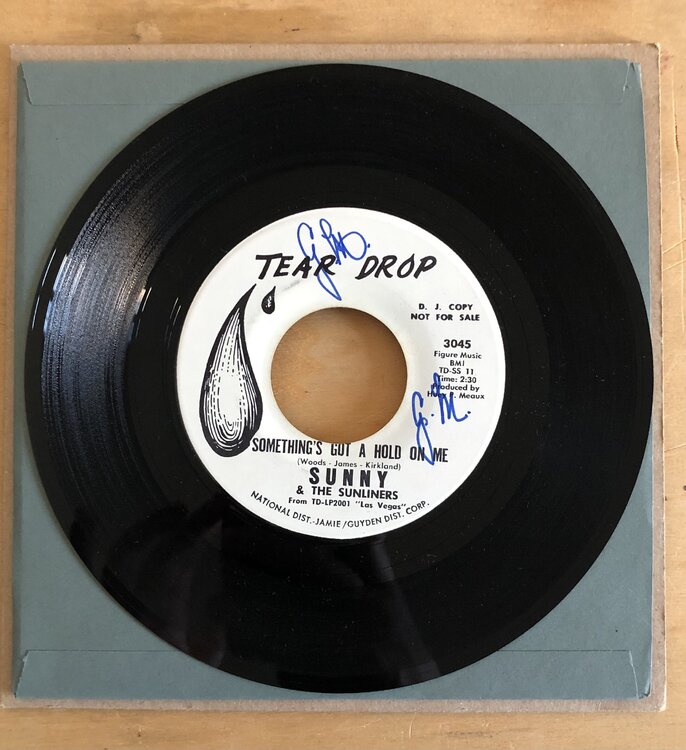 G.M.
TEAR DROP
D. J. COPY
NOT FOR SALE
3045
Figure Music
BMI
TD-SS 11
Time: 2:30
Produced by
Huey P. Meaux
G.M.
SOMETHING'S GOT A HOLD ON ME
(Woods - James - Kirkland)
SUNNY
& THE SUNLINERS
From TD-LP2001 "Las Vegas"
NATIONAL DIST.-JAMIE/GUYDEN DIST. CORP.